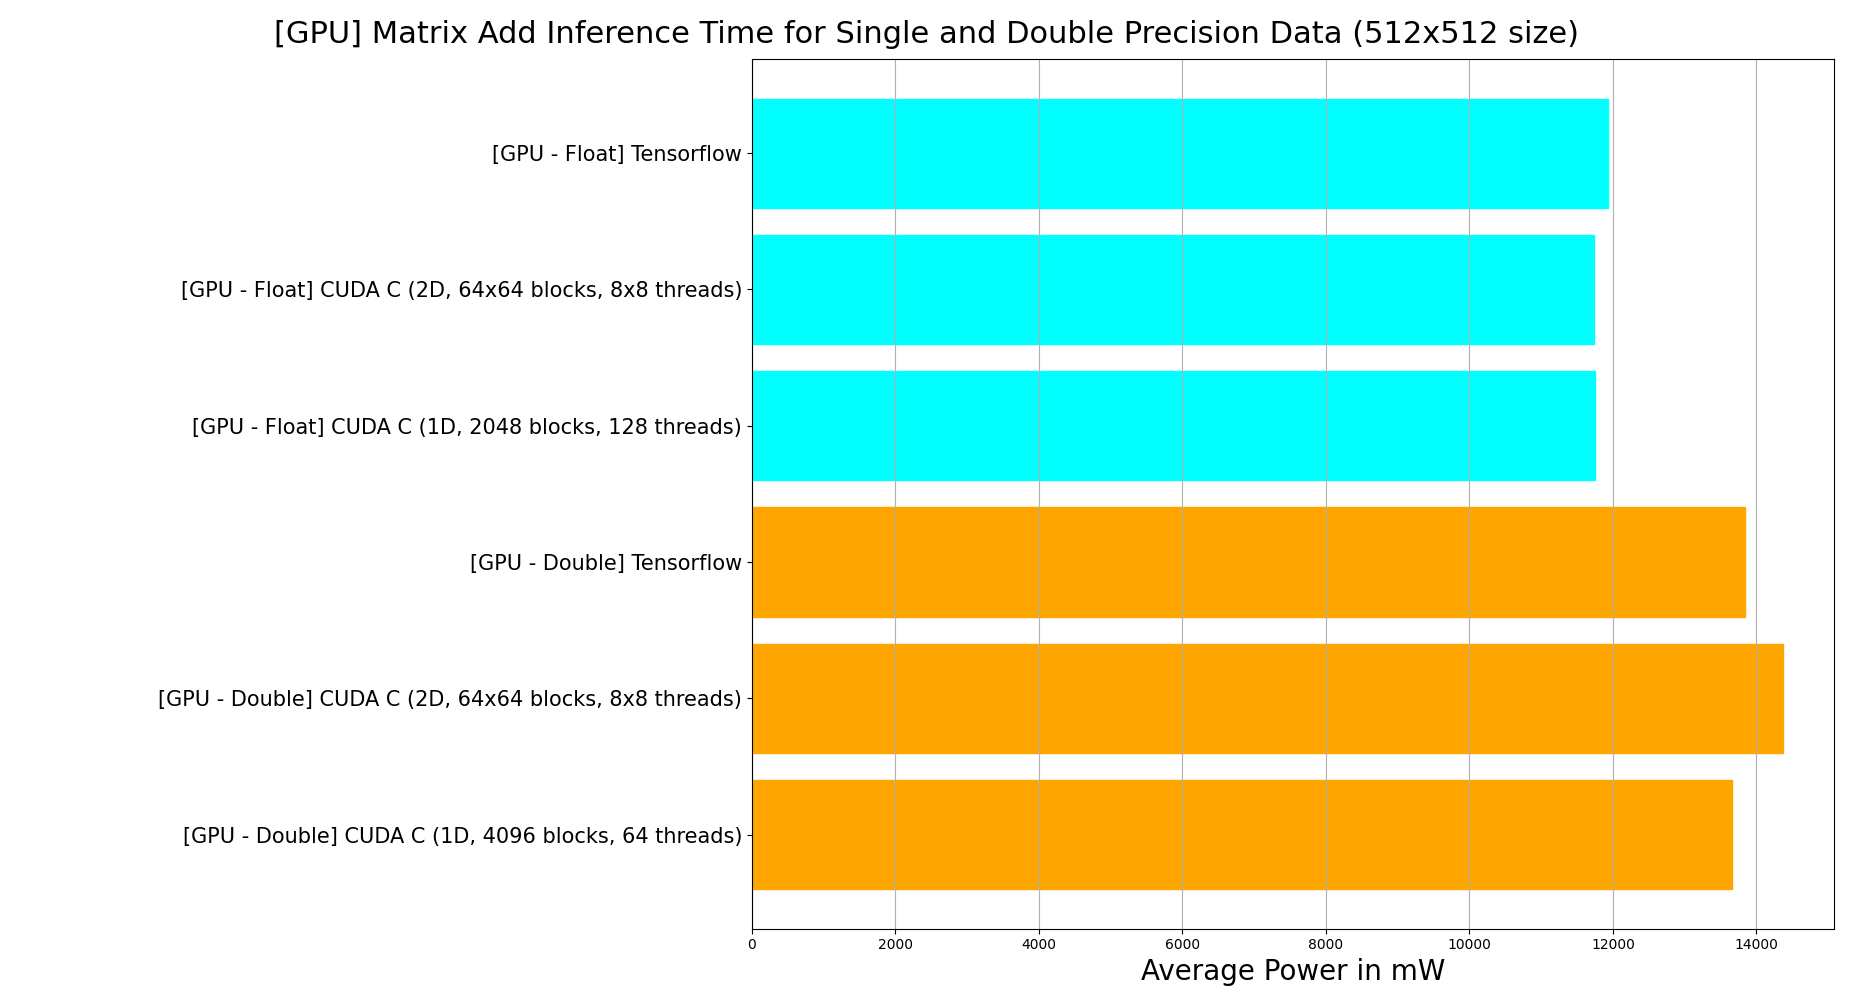 [GPU] Matrix Add Inference Time for Single and Double Precision Data (512x512 size)
[GPU - Float] Tensorflow
[GPU - Float] CUDA C (2D, 64x64 blocks, 8x8 threads)
[GPU - Float] CUDA C (1D, 2048 blocks, 128 threads)
[GPU - Double] Tensorflow
[GPU - Double] CUDA C (2D, 64x64 blocks, 8x8 threads)
[GPU - Double] CUDA C (1D, 4096 blocks, 64 threads)
0 2000 4000 6000 8000 10000 12000 14000
Average Power in mW